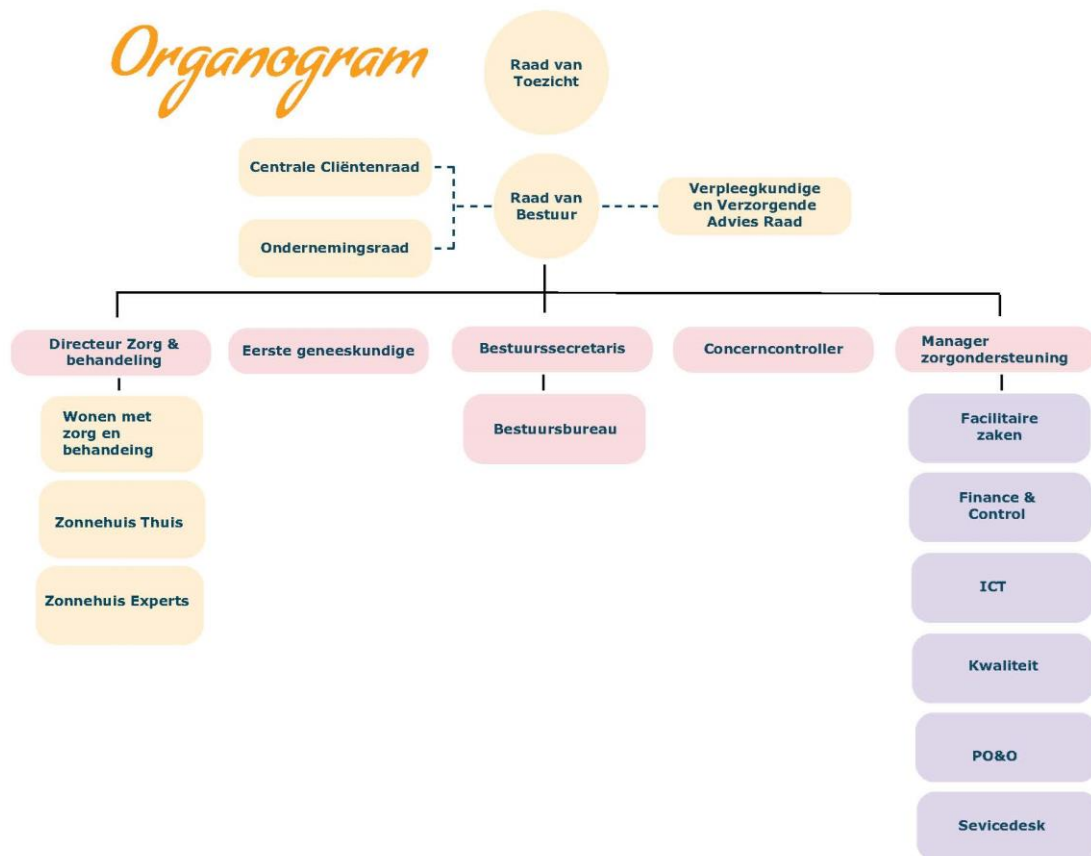 Organogram
Raad van
Toezicht
Centrale Cliëntenraad
Raad van
Bestuur
Verpleegkundige
en Verzorgende
Advies Raad
Ondernemingsraad
Directeur Zorg &
behandeling
Eerste geneeskundige
Bestuurssecretaris
Concerncontroller
Manager
zorgondersteuning
Wonen met
zorg en
behandeing
Zonnehuis Thuis
Zonnehuis Experts
Bestuursbureau
Facilitaire
zaken
Finance &
Control
ICT
Kwaliteit
PO&O
Sevicedesk